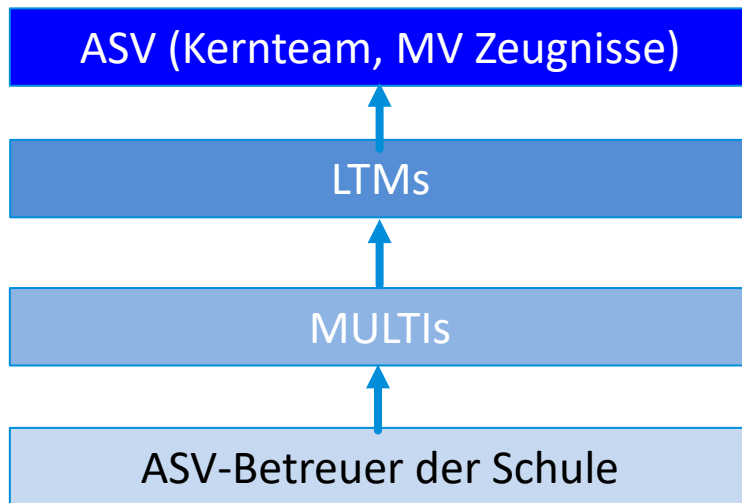 ASV (Kernteam, MV Zeugnisse)
LTMs
MULTIs
ASV-Betreuer der Schule